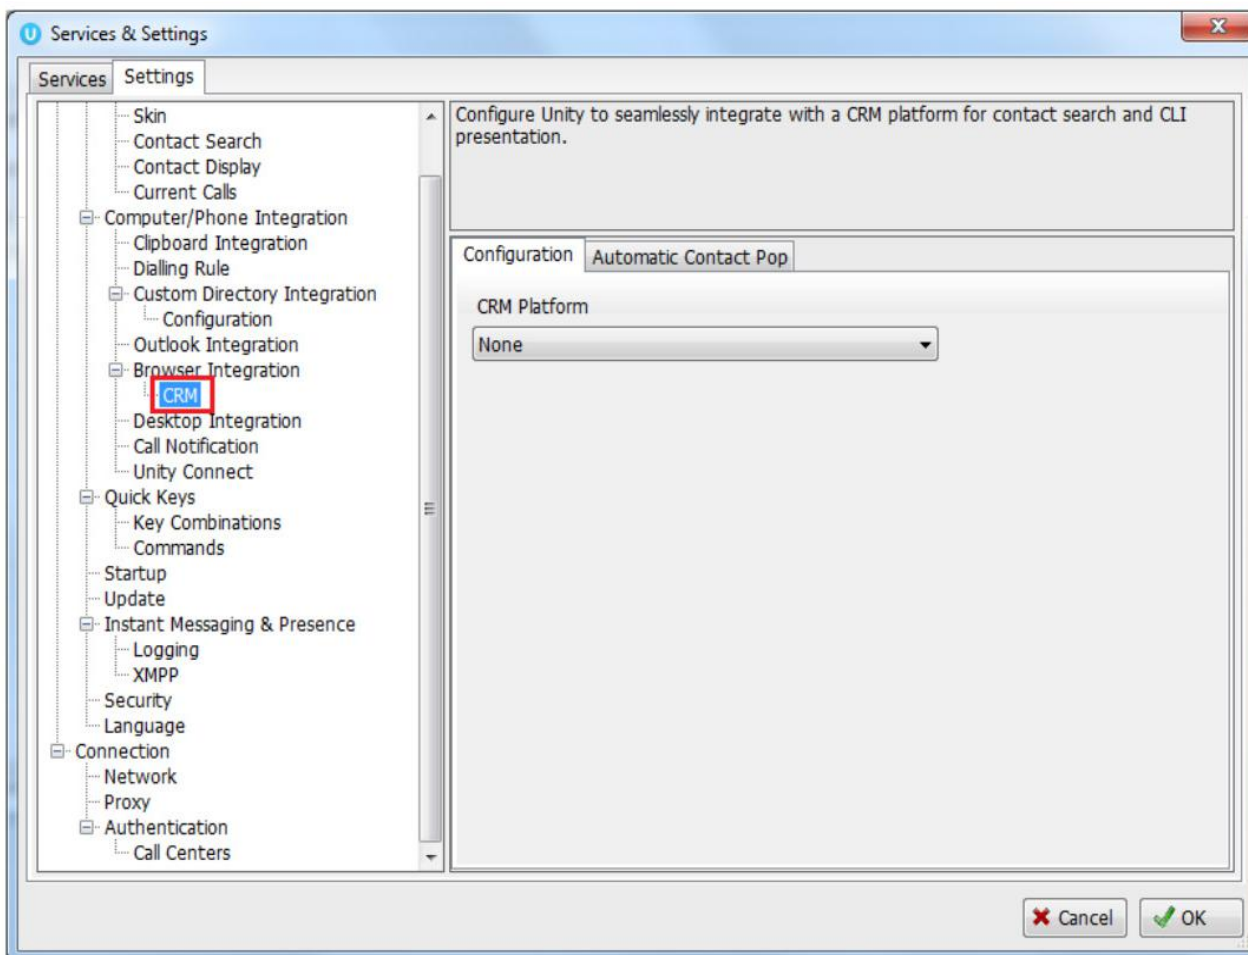 U Services & Settings
X
Services Settings
Skin
Contact Search
Contact Display
Current Calls
Computer/Phone Integration
Clipboard Integration
Dialling Rule
Custom Directory Integration
Configuration
Outlook Integration
Browser Integration
CRM
Desktop Integration
Call Notification
Unity Connect
Quick Keys
Key Combinations
Commands
Startup
Update
Instant Messaging & Presence
Logging
XMPP
Security
Language
Connection
Network
Proxy
Authentication
Call Centers
Configure Unity to seamlessly integrate with a CRM platform for contact search and CLI
presentation.
Configuration Automatic Contact Pop
CRM Platform
None
Cancel OK